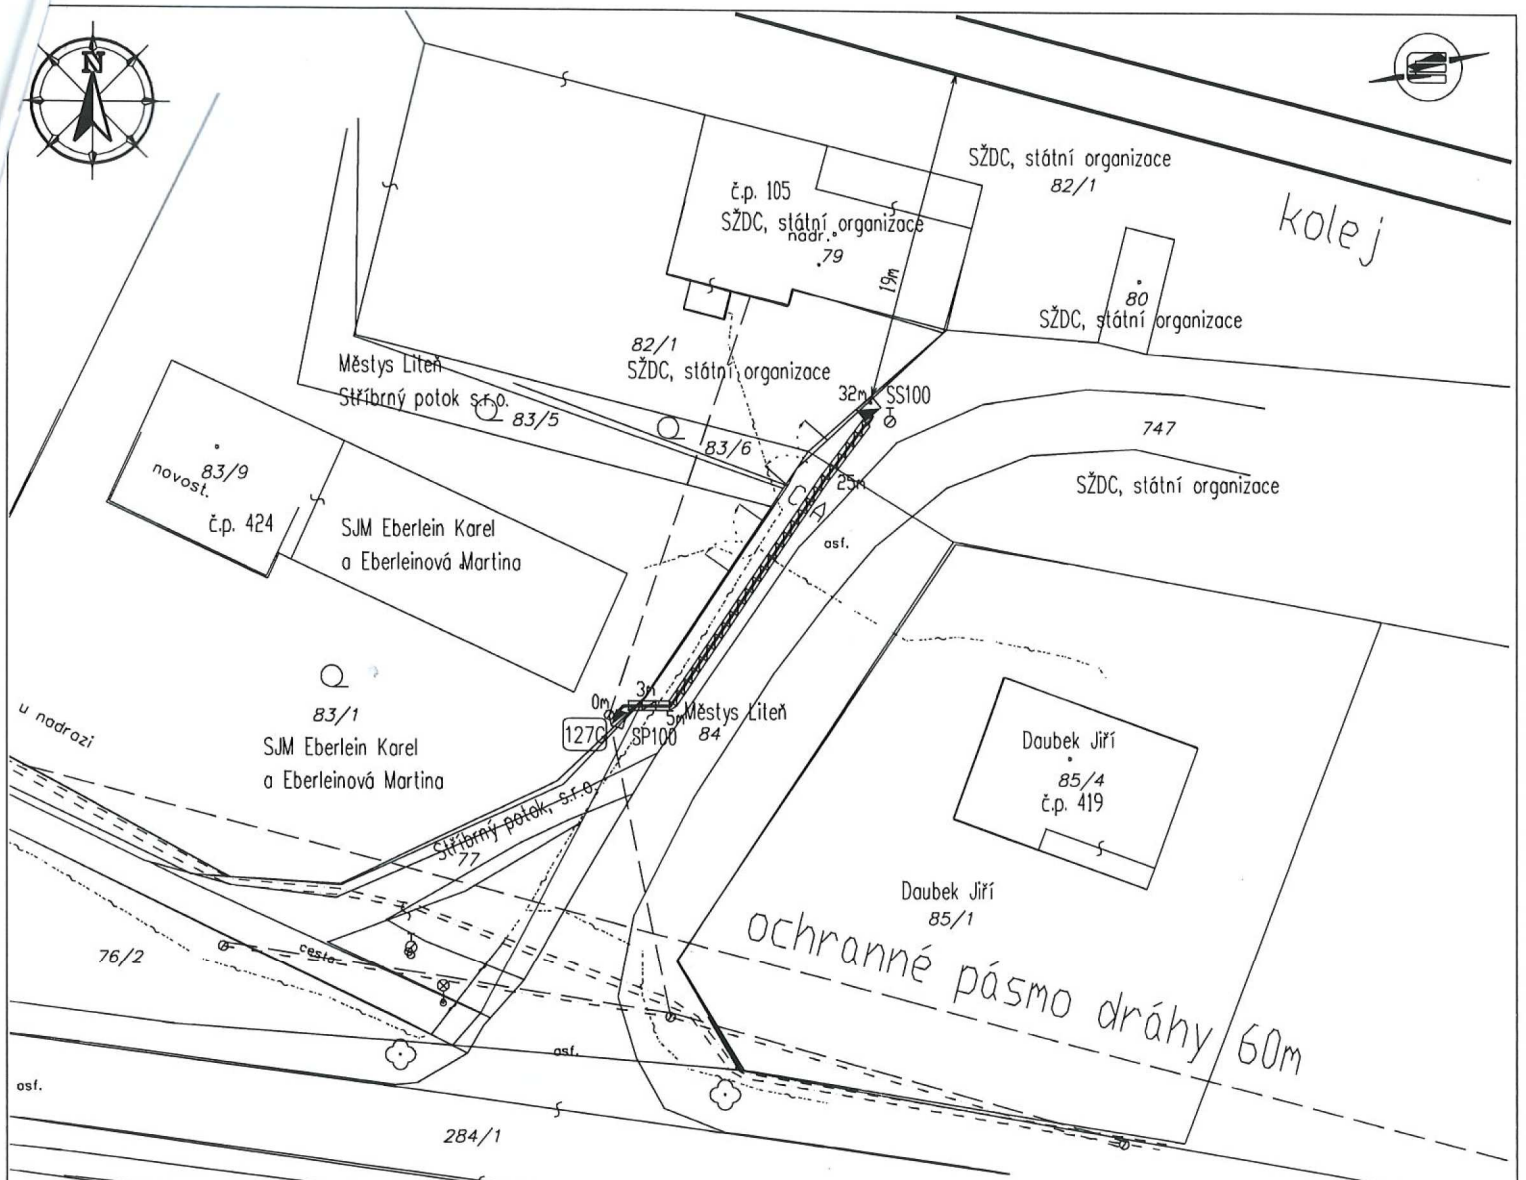 N
SŽDC, státní organizace
82/1
kolej
č.p. 105
SŽDC, státní organizace
nádr.
79
19m
80
SŽDC, státní organizace
82/1
SŽDC, státní organizace
Městys Liteň
Stříbrný potok s.r.o.
83/5
83/6
32m
SS100
747
SŽDC, státní organizace
25m
asf.
83/9
novost.
č.p. 424
SJM Eberlein Karel
a Eberleinová Martina
0m
3m
5m
Městys Liteň
84
SP100
83/1
SJM Eberlein Karel
a Eberleinová Martina
u nadrazi
Stříbrný potok, s.r.o.
77
Daubek Jiří
85/4
č.p. 419
Daubek Jiří
85/1
ochranné pásmo dráhy 60m
76/2
cesta
asf.
asf.
284/1